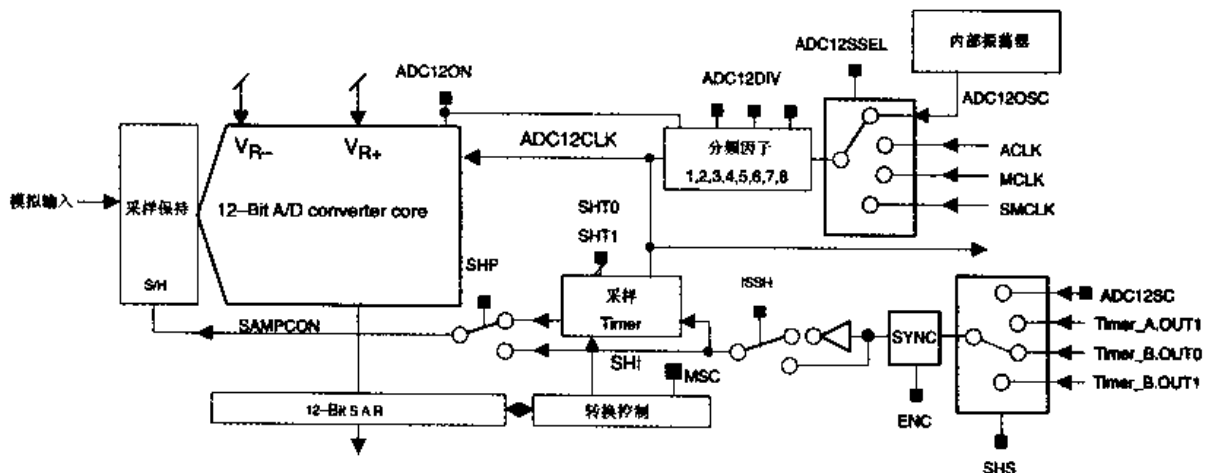 ADC12SSEL
内部振荡器
ADC12ON
ADC12DIV
ADC12OSC
VR–
VR+
ADC12CLK
分频因子
1,2,3,4,5,6,7,8
ACLK
MCLK
SMCLK
模拟输入
采样保持
12–Bit A/D converter core
SHT0
SHT1
SHP
ISSH
S/H
采样
Timer
SAMPCON
SHI
SYNC
ADC12SC
Timer_A.OUT1
Timer_B.OUT0
Timer_B.OUT1
MSC
12–Bit S A R
转换控制
ENC
SHS